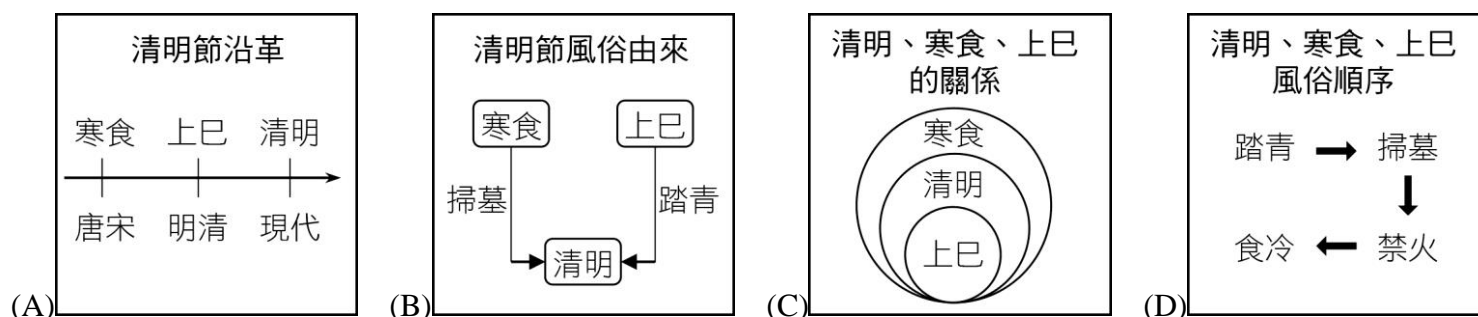 (A)
清明節沿革
寒食 上巳 清明
唐宋 明清 現代
(B)
清明節風俗由來
寒食 上巳
掃墓 踏青
清明
(C)
清明、寒食、上巳
的關係
寒食
清明
上巳
(D)
清明、寒食、上巳
風俗順序
踏青 掃墓
食冷 禁火